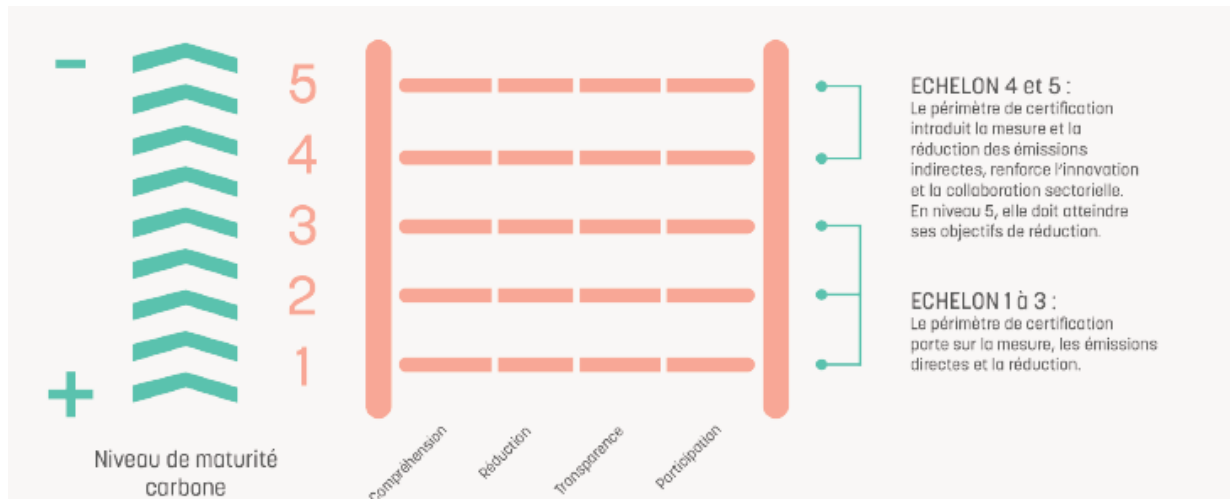 -
5
4
3
2
1
+
Niveau de maturité
carbone
Compréhension
Réduction
Transparence
Participation
ECHELON 4 et 5 :
Le périmètre de certification
introduit la mesure et la
réduction des émissions
indirectes, renforce l'innovation
et la collaboration sectorielle.
En niveau 5, elle doit atteindre
ses objectifs de réduction.
ECHELON 1 à 3 :
Le périmètre de certification
porte sur la mesure, les émissions
directes et la réduction.